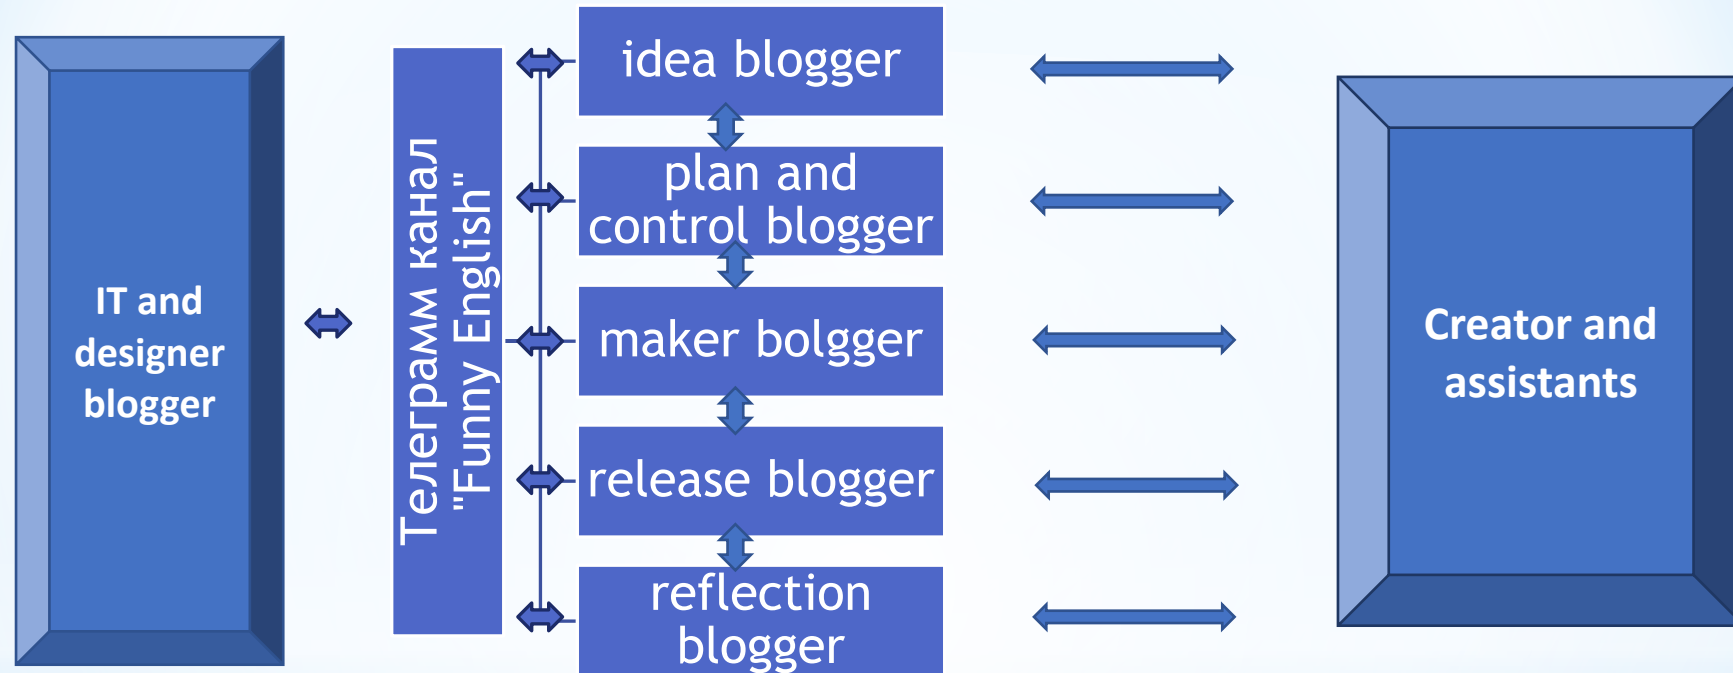 IT and
designer
blogger
Телеграмм канал
"Funny English"
idea blogger
plan and
control blogger
maker bolgger
release blogger
reflection
blogger
Creator and
assistants